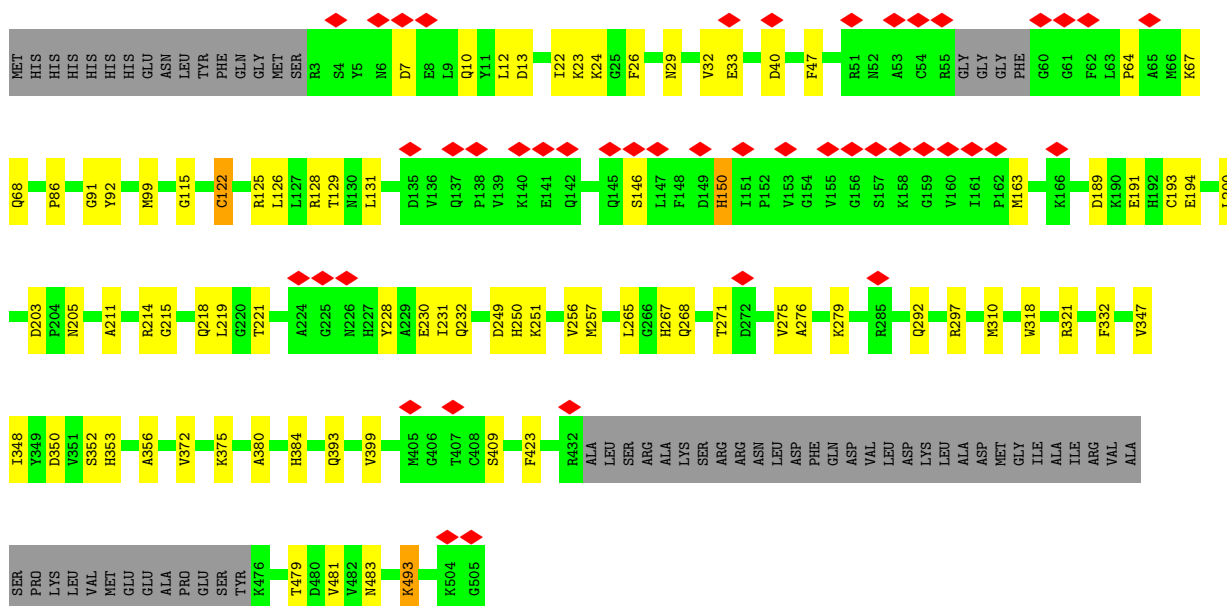 MET HIS HIS HIS HIS HIS HIS GLU ASN LEU TYR PHE GLN GLY MET SER R3 S4 Y5 N6 D7 E8 L9 Q10 Y11 L12 D13 I22 K23 K24 G25 F26 N29 V32 E33 D40 F47 R51 N52 A53 C54 R55 GLY GLY GLY PHE G60 G61 F62 L63 P64 A65 M66 K67
Q68 P86 G91 Y92 M99 G115 C122 R125 L126 L127 R128 T129 N130 L131 D135 V136 Q137 P138 V139 K140 E141 Q142 Q145 S146 L147 F148 D149 H150 I151 P152 V153 G154 V155 G156 S157 K158 G159 V160 I161 P162 M163 K166 D189 K190 E191 H192 C193 E194
D203 P204 N205 A211 R214 G215 Q218 L219 G220 T221 A224 G225 N226 H227 Y228 A229 E230 I231 Q232 D249 H250 K251 V256 M257 L265 G266 H267 Q268 T271 D272 V275 A276 K279 R285 Q292 R297 M310 W318 R321 F332 V347
I348 Y349 D350 V351 S352 H353 A356 V372 K375 A380 H384 Q393 V399 M405 G406 T407 C408 S409 F423 R432 ALA LEU SER ARG ALA LYS SER ARG ARG ASN LEU ASP PHE GLN ASP VAL LEU ASP LYS LEU ALA ASP MET GLY ILE ALA ILE ARG VAL ALA
SER PRO LYS LEU VAL MET GLU GLU ALA PRO GLU SER TYR K476 T479 D480 V481 V482 N483 K493 K504 G505